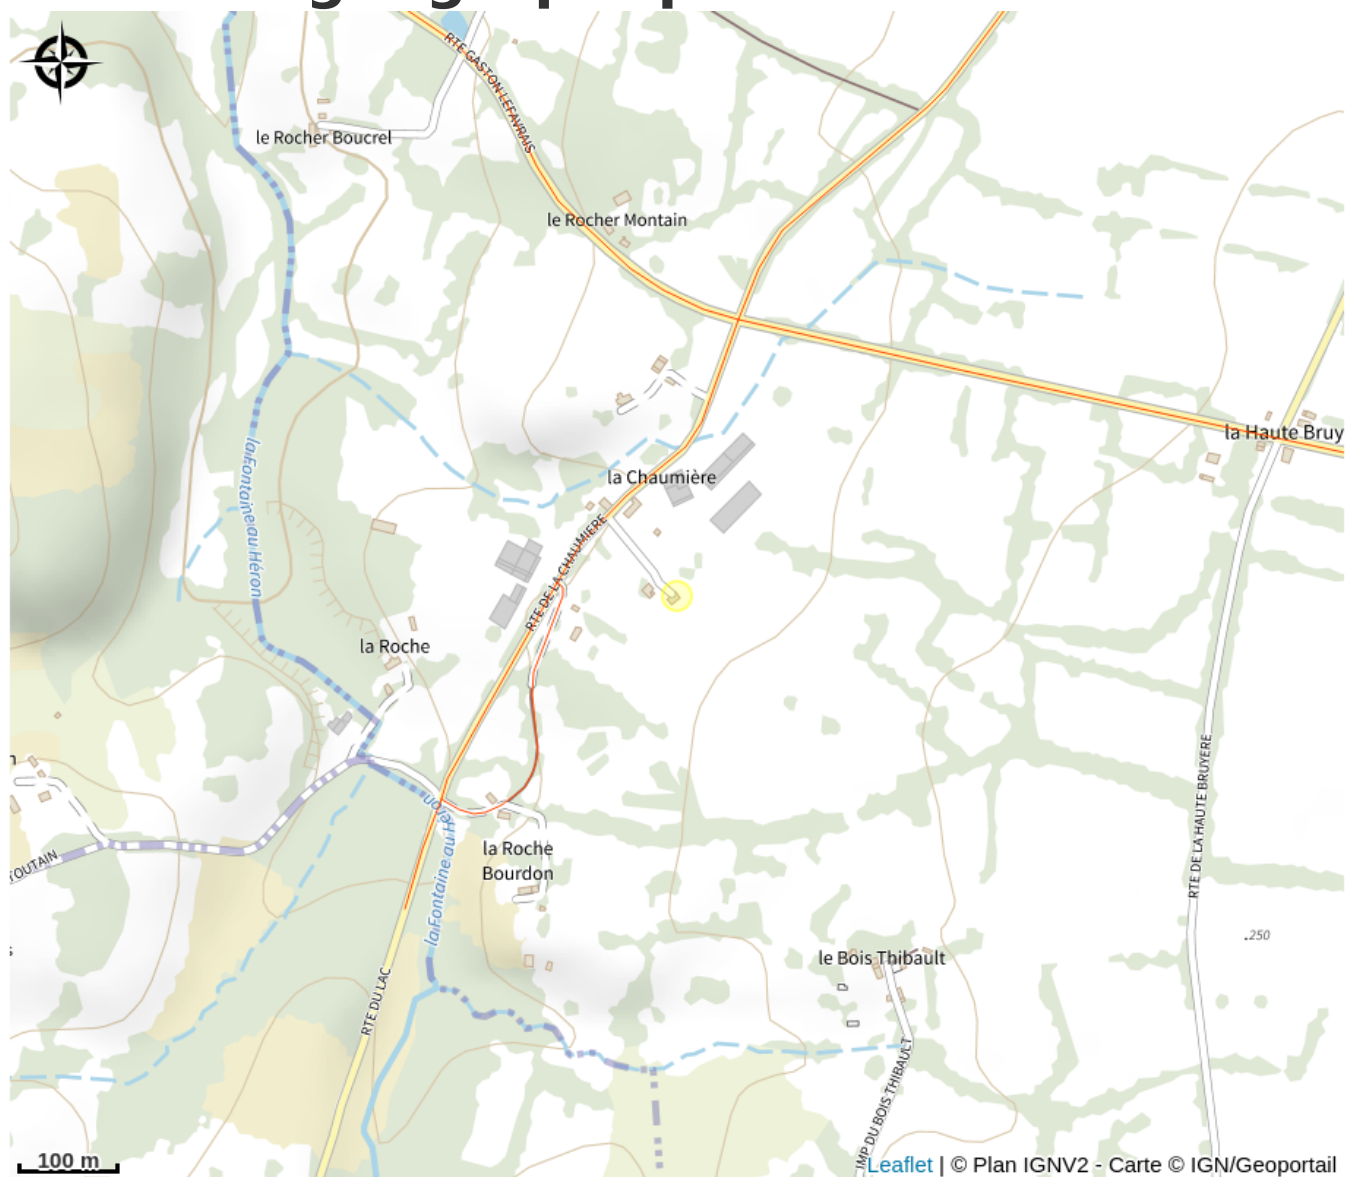 RTE GASTON LEFAVRAIS
le Rocher Boucrel
le Rocher Montain
la Haute Bruy
la Chaumière
la Fontaine au Héron
RTE DE LA CHAUMIERE
la Roche
RTE DE LA HAUTE BRUYERE
la Fontaine au Héron
la Roche
Bourdon
TOUTAIN
250
le Bois Thibault
RTE DU LAC
IMP DU BOIS THIBAULT
100 m
Leaflet | © Plan IGNV2 - Carte © IGN/Geoportail